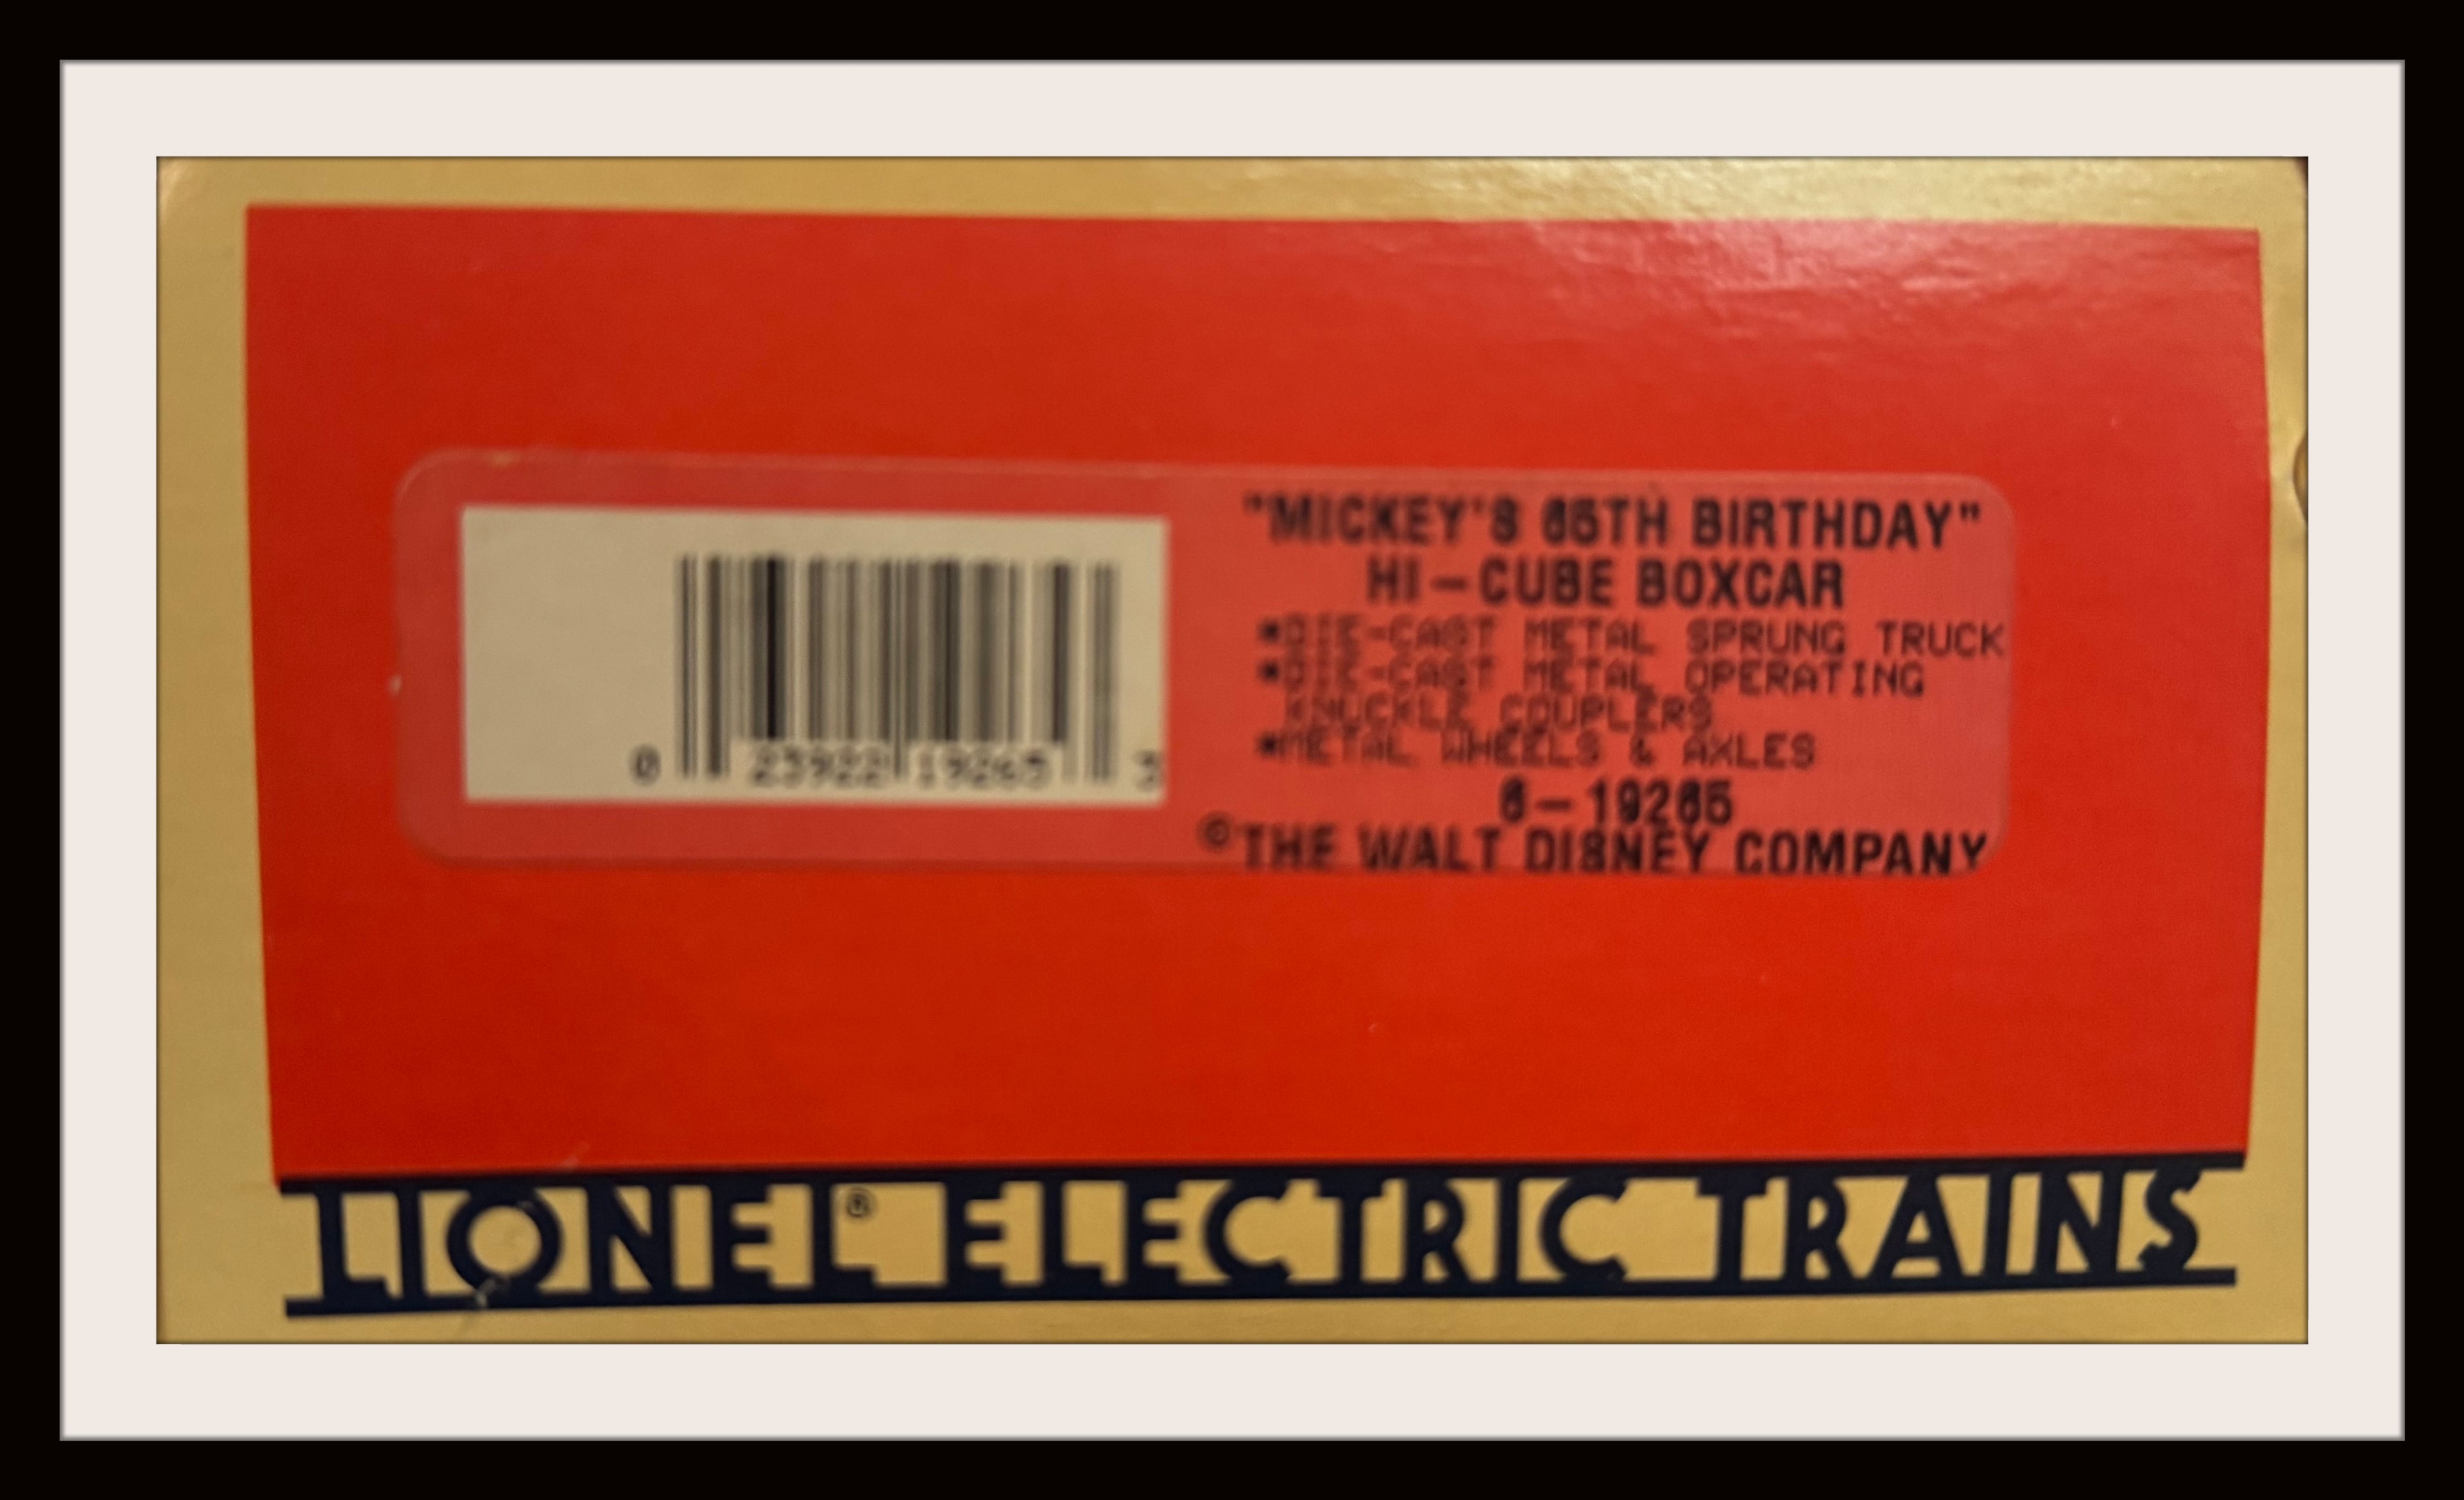 "MICKEY'S 65TH BIRTHDAY"
HI-CUBE BOXCAR
*DIE-CAST METAL SPRUNG TRUCK
*DIE-CAST METAL OPERATING
KNUCKLE COUPLERS
*METAL WHEELS & AXLES
6-19265
©THE WALT DISNEY COMPANY
0 23922 19265 3
LIONEL® ELECTRIC TRAINS